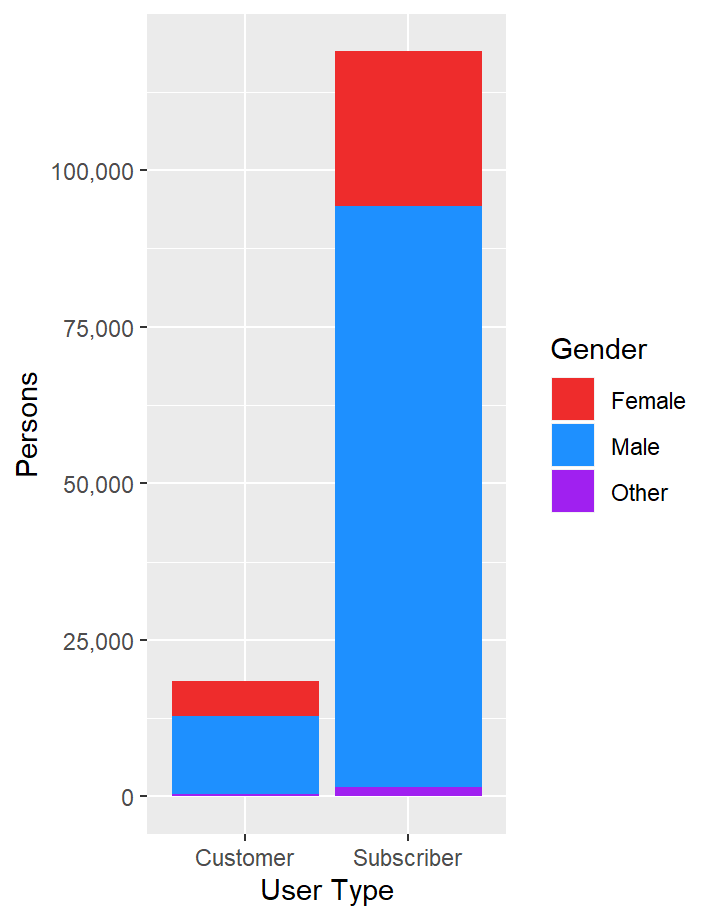 100,000
75,000
50,000
25,000
0
Persons
Customer
Subscriber
User Type
Gender
Female
Male
Other